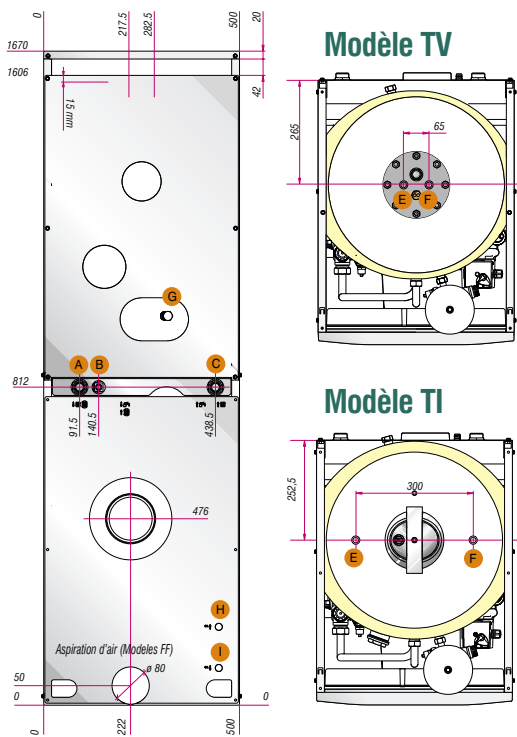 0
217.5
282.5
500
20
1670
1606
42
15 mm
G
A
B
C
812
91.5
140.5
438.5
476
H
I
Aspiration d'air (Modeles FF)
ø 80
50
0
0
0
222
500
Modèle TV
265
65
E
F
Modèle TI
252,5
300
E
F